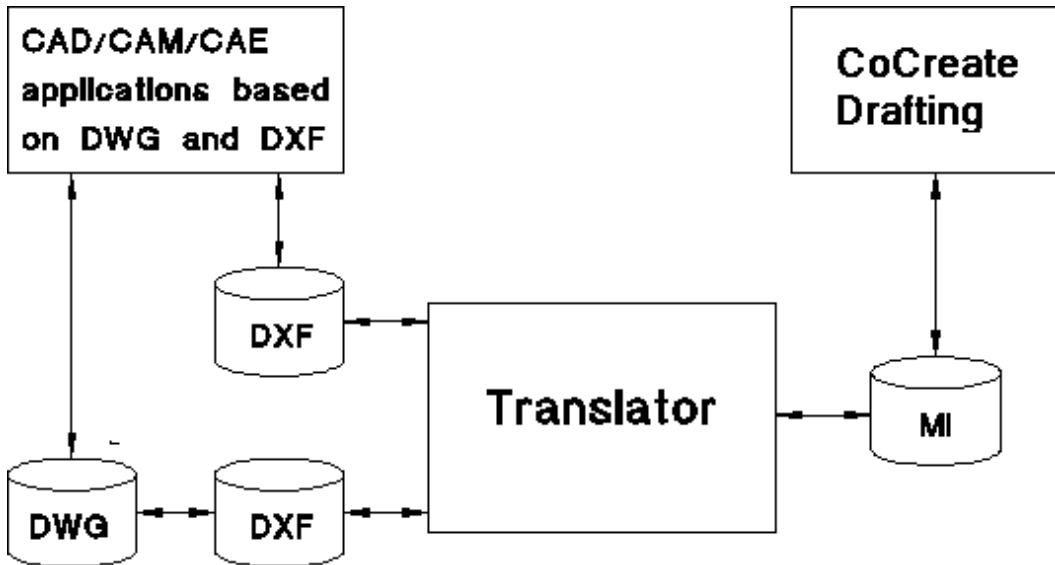 CAD/CAM/CAE
applications based
on DWG and DXF
CoCreate
Drafting
DXF
Translator
MI
DWG
DXF